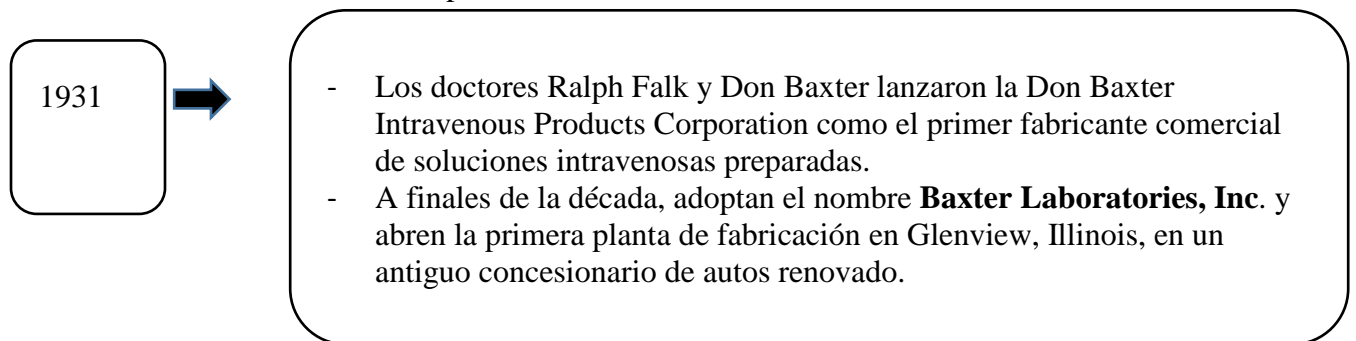 1931
- Los doctores Ralph Falk y Don Baxter lanzaron la Don Baxter
Intravenous Products Corporation como el primer fabricante comercial
de soluciones intravenosas preparadas.
- A finales de la década, adoptan el nombre Baxter Laboratories, Inc. y
abren la primera planta de fabricación en Glenview, Illinois, en un
antiguo concesionario de autos renovado.